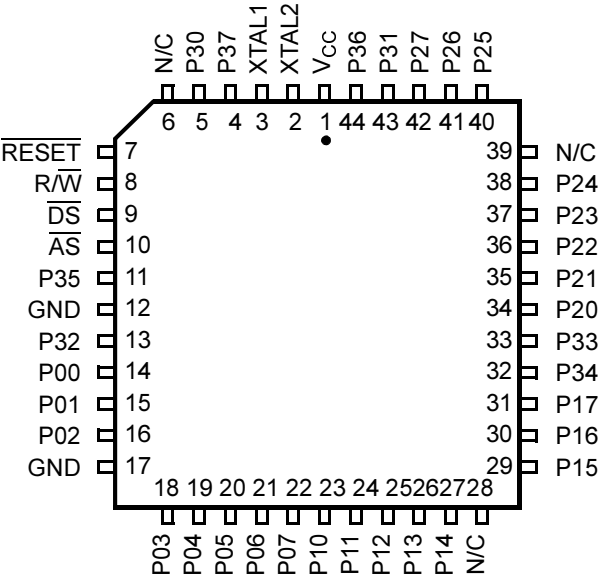 N/C P30 P37 XTAL1 XTAL2 VCC P36 P31 P27 P26 P25
6 5 4 3 2 1 44 43 42 41 40
RESET 7 39 N/C
R/W 8 38 P24
DS 9 37 P23
AS 10 36 P22
P35 11 35 P21
GND 12 34 P20
P32 13 33 P33
P00 14 32 P34
P01 15 31 P17
P02 16 30 P16
GND 17 29 P15
18 19 20 21 22 23 24 25 26 27 28
P03 P04 P05 P06 P07 P10 P11 P12 P13 P14 N/C